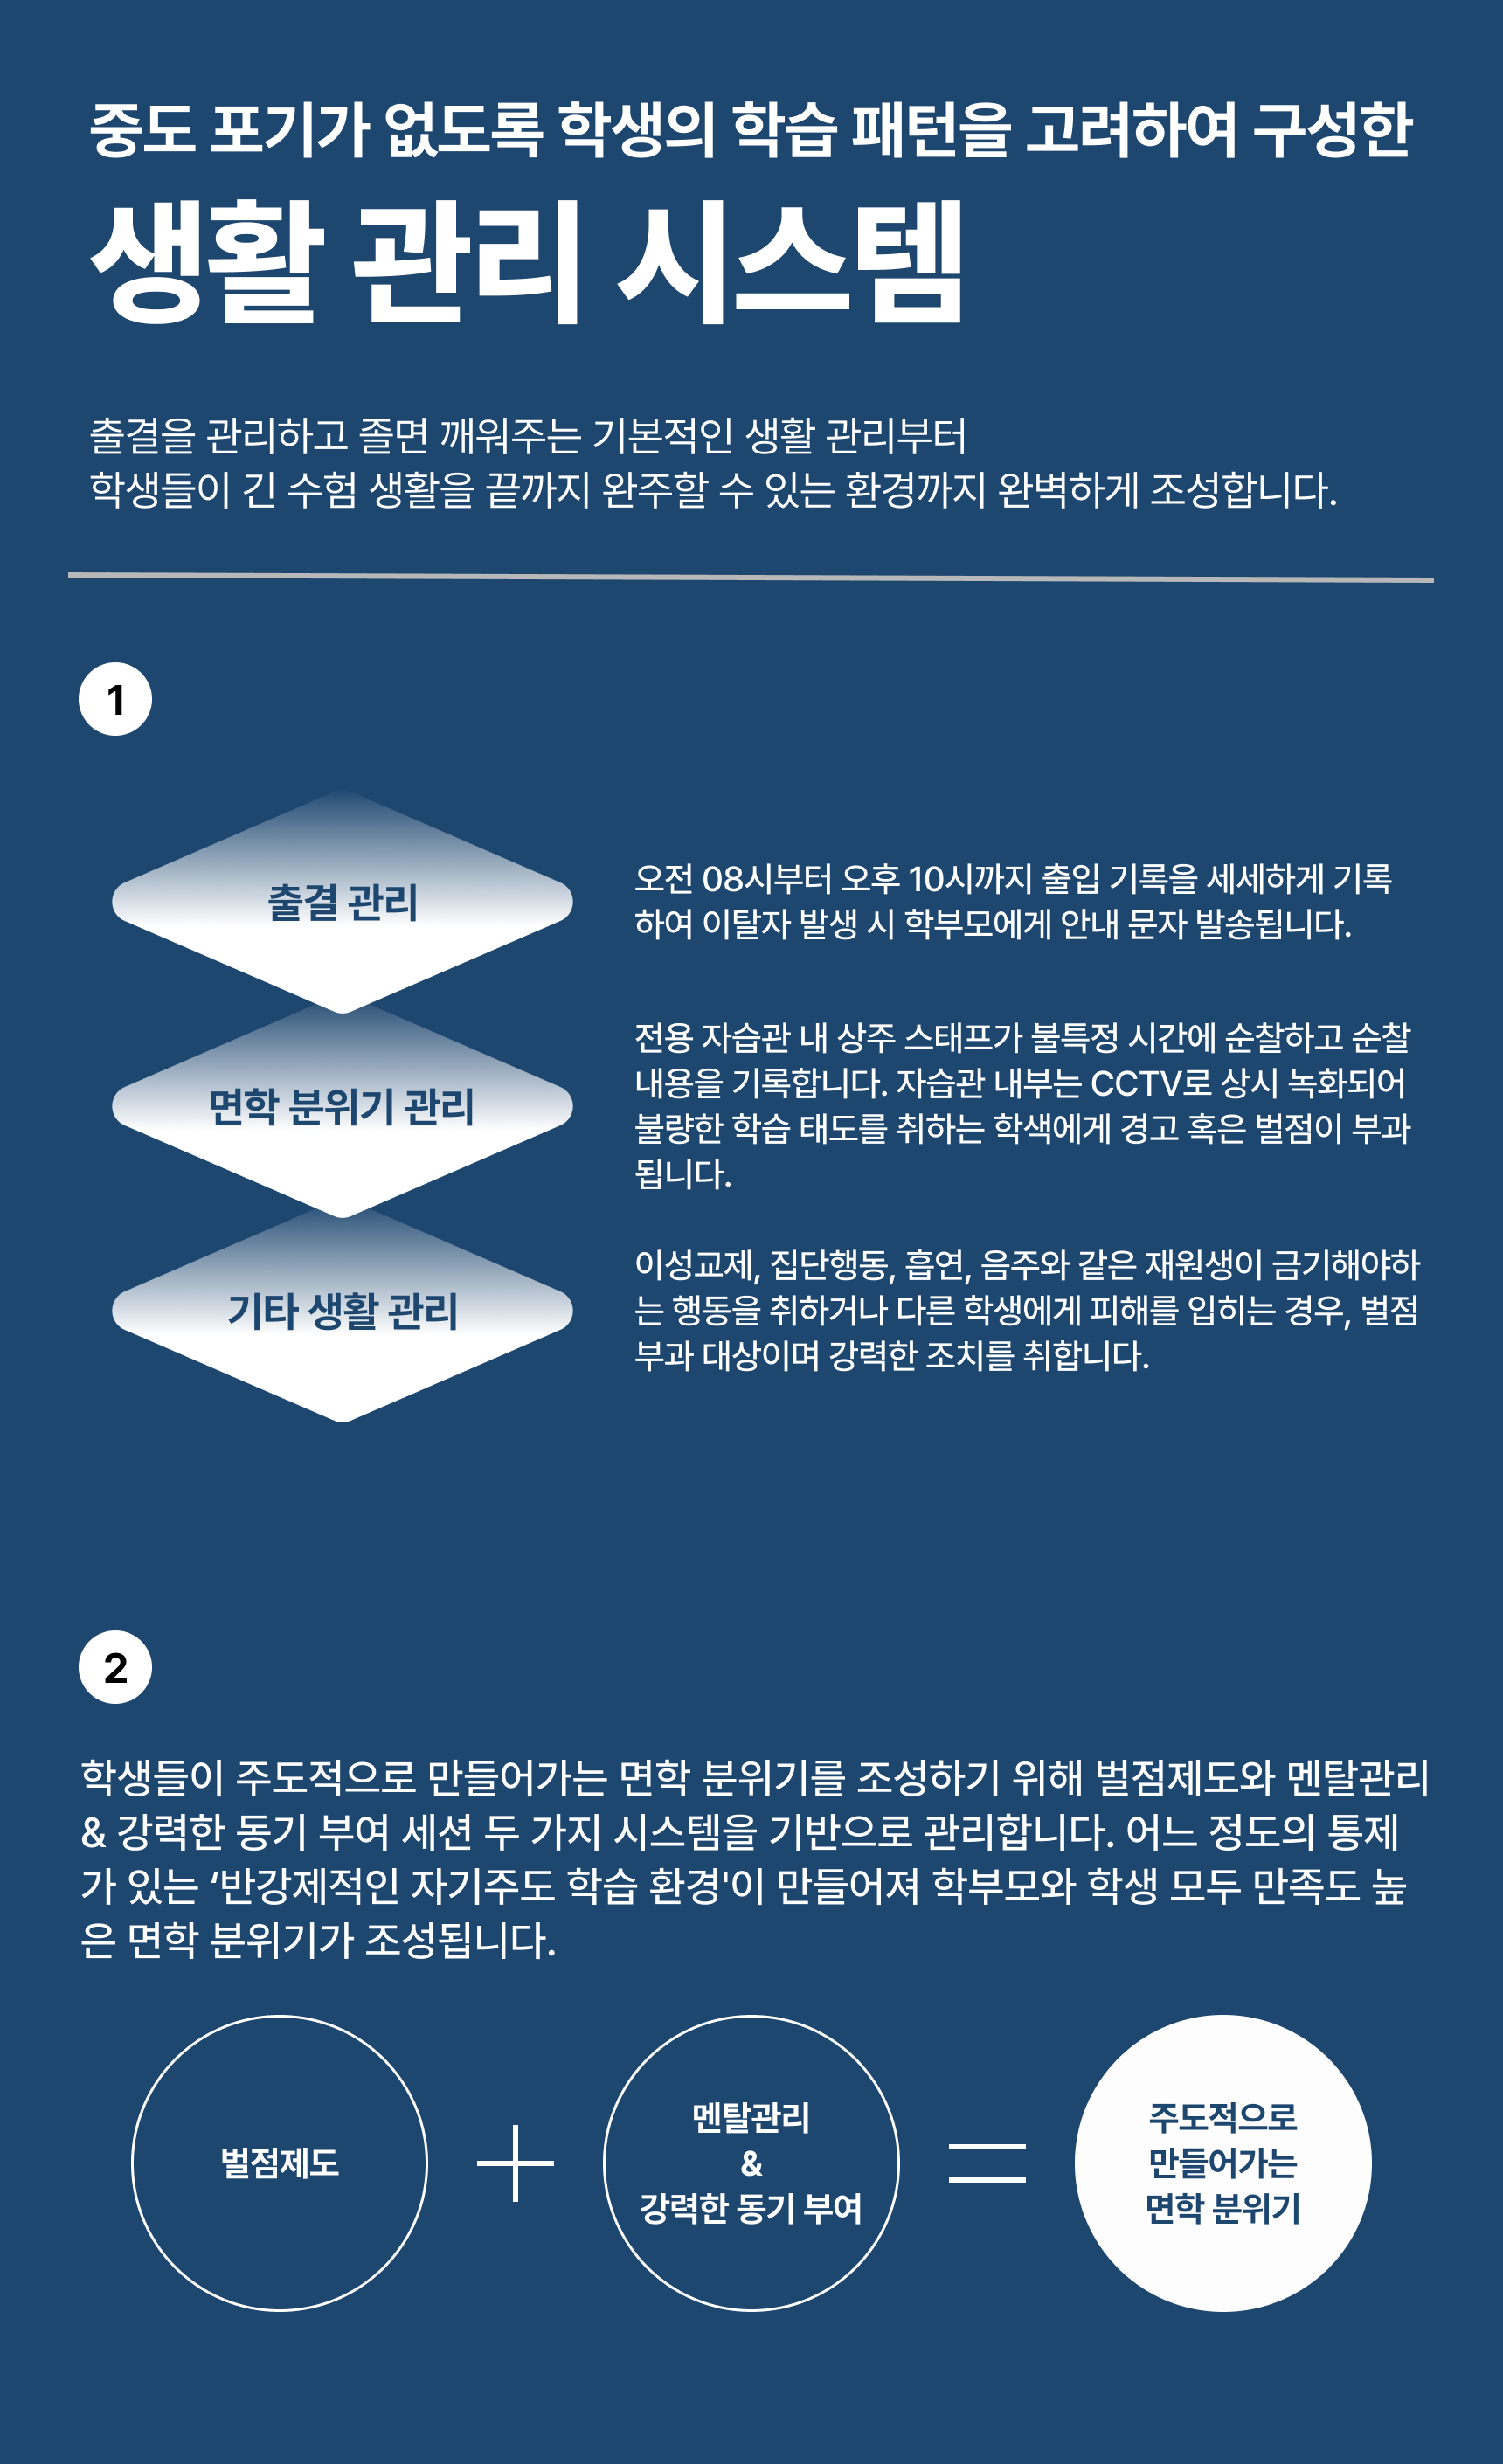 중도 포기가 없도록 학생의 학습 패턴을 고려하여 구성한
생활 관리 시스템
출결을 관리하고 졸면 깨워주는 기본적인 생활 관리부터
학생들이 긴 수험 생활을 끝까지 완주할 수 있는 환경까지 완벽하게 조성합니다.
1
출결 관리
오전 08시부터 오후 10시까지 출입 기록을 세세하게 기록
하여 이탈자 발생 시 학부모에게 안내 문자 발송됩니다.
면학 분위기 관리
전용 자습관 내 상주 스태프가 불특정 시간에 순찰하고 순찰
내용을 기록합니다. 자습관 내부는 CCTV로 상시 녹화되어
불량한 학습 태도를 취하는 학색에게 경고 혹은 벌점이 부과
됩니다.
기타 생활 관리
이성교제, 집단행동, 흡연, 음주와 같은 재원생이 금기해야하
는 행동을 취하거나 다른 학생에게 피해를 입히는 경우, 벌점
부과 대상이며 강력한 조치를 취합니다.
2
학생들이 주도적으로 만들어가는 면학 분위기를 조성하기 위해 벌점제도와 멘탈관리
& 강력한 동기 부여 세션 두 가지 시스템을 기반으로 관리합니다. 어느 정도의 통제
가 있는 ‘반강제적인 자기주도 학습 환경'이 만들어져 학부모와 학생 모두 만족도 높
은 면학 분위기가 조성됩니다.
벌점제도
멘탈관리
&
강력한 동기 부여
주도적으로
만들어가는
면학 분위기